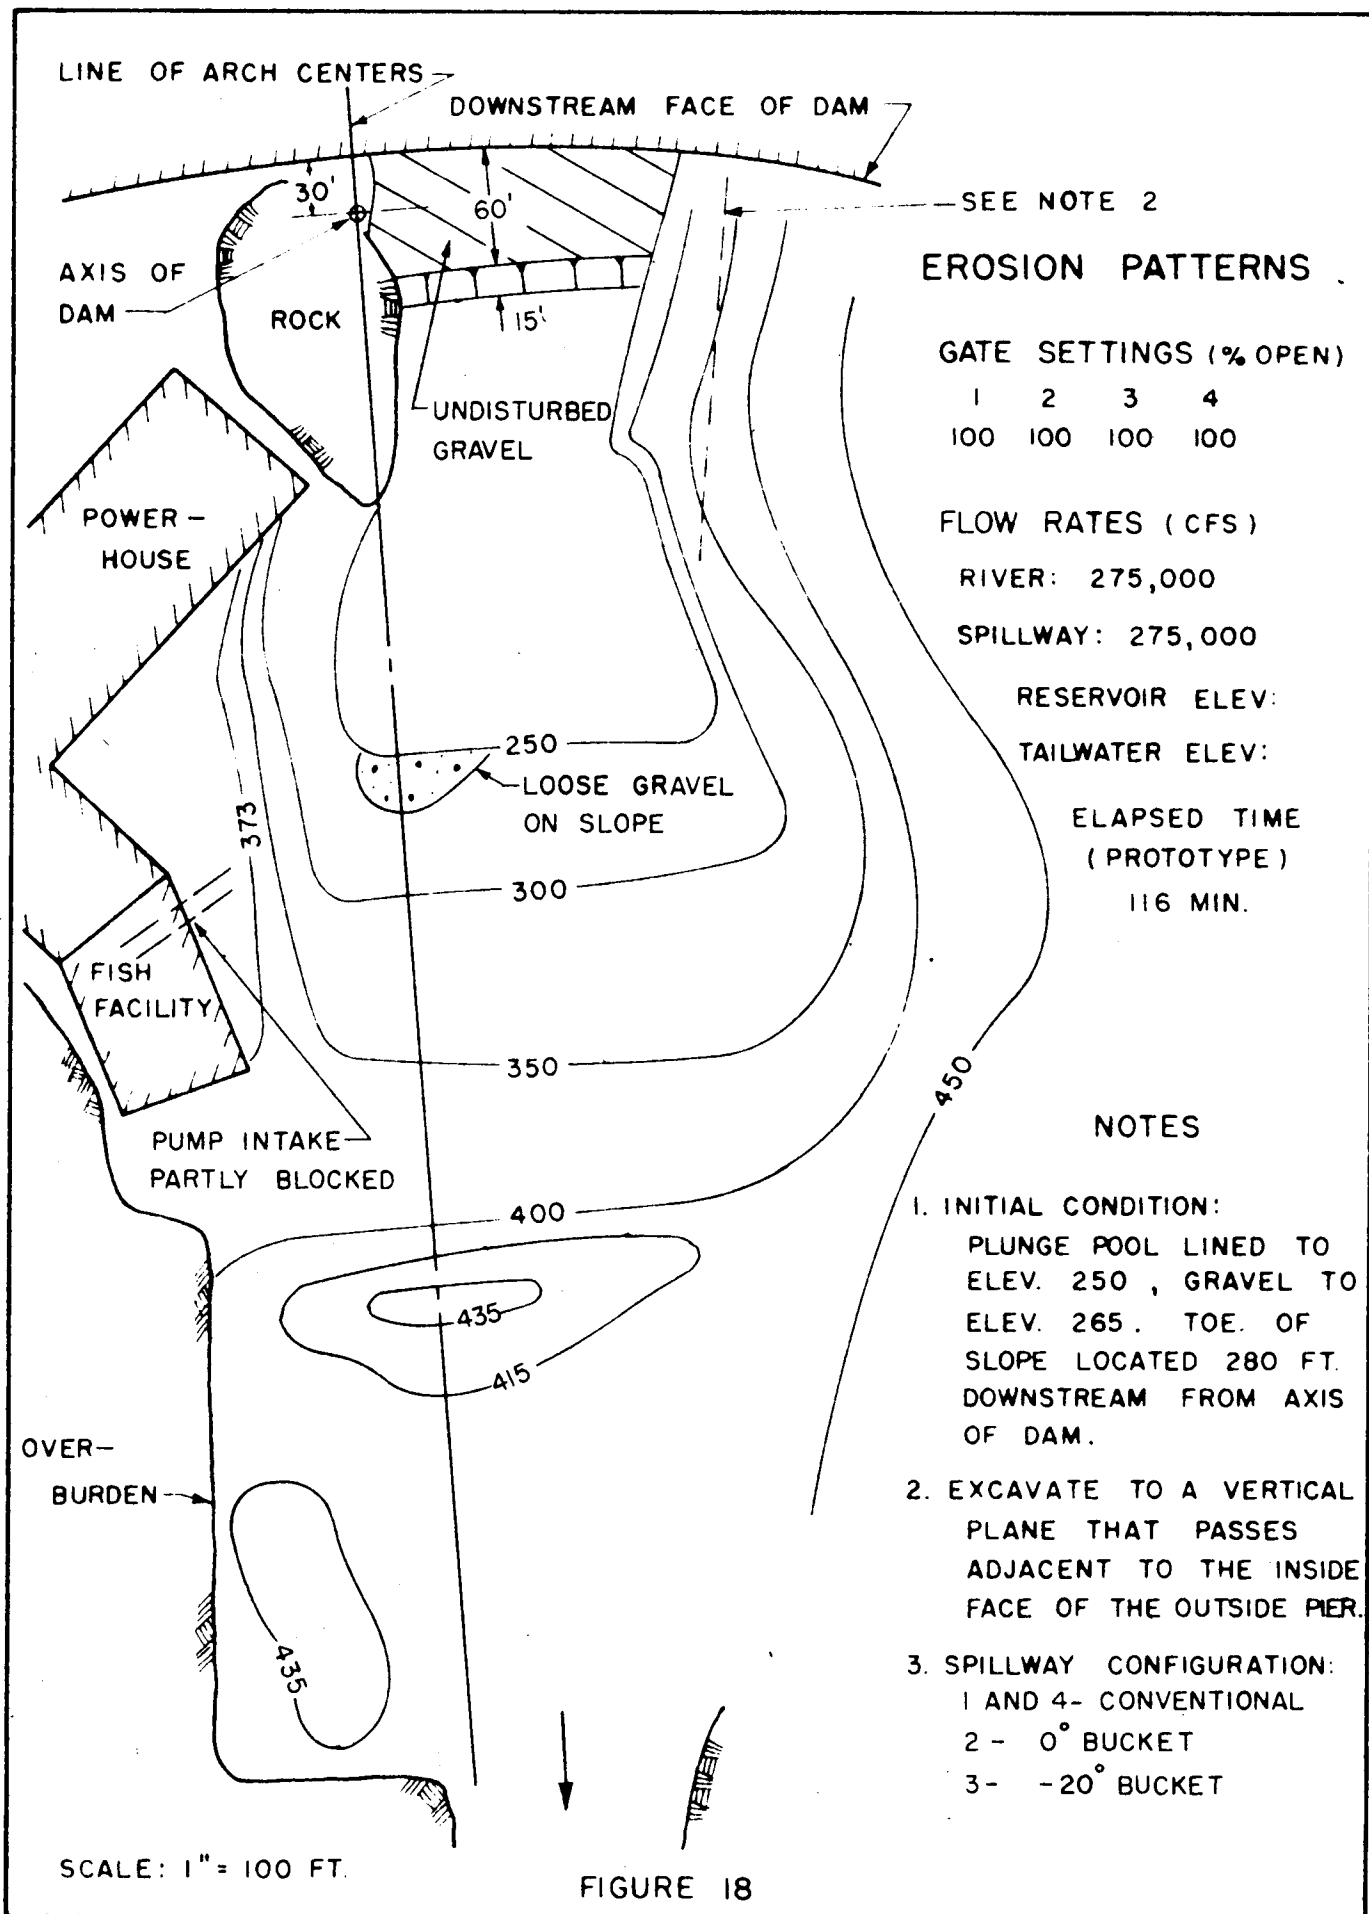 LINE OF ARCH CENTERS
DOWNSTREAM FACE OF DAM
30'
60'
SEE NOTE 2
AXIS OF
DAM
ROCK
15'
EROSION PATTERNS
GATE SETTINGS (% OPEN)
1 2 3 4
100 100 100 100
UNDISTURBED
GRAVEL
POWER-
HOUSE
FLOW RATES (CFS)
RIVER: 275,000
SPILLWAY: 275,000
RESERVOIR ELEV:
TAILWATER ELEV:
250
LOOSE GRAVEL
ON SLOPE
373
ELAPSED TIME
(PROTOTYPE)
116 MIN.
300
FISH
FACILITY
350
450
PUMP INTAKE
PARTLY BLOCKED
400
435
415
OVER-
BURDEN
435
NOTES
1. INITIAL CONDITION:
PLUNGE POOL LINED TO
ELEV. 250, GRAVEL TO
ELEV. 265. TOE. OF
SLOPE LOCATED 280 FT.
DOWNSTREAM FROM AXIS
OF DAM.
2. EXCAVATE TO A VERTICAL
PLANE THAT PASSES
ADJACENT TO THE INSIDE
FACE OF THE OUTSIDE PIER.
3. SPILLWAY CONFIGURATION:
1 AND 4- CONVENTIONAL
2 - 0° BUCKET
3- -20° BUCKET
SCALE: 1" = 100 FT.
FIGURE 18